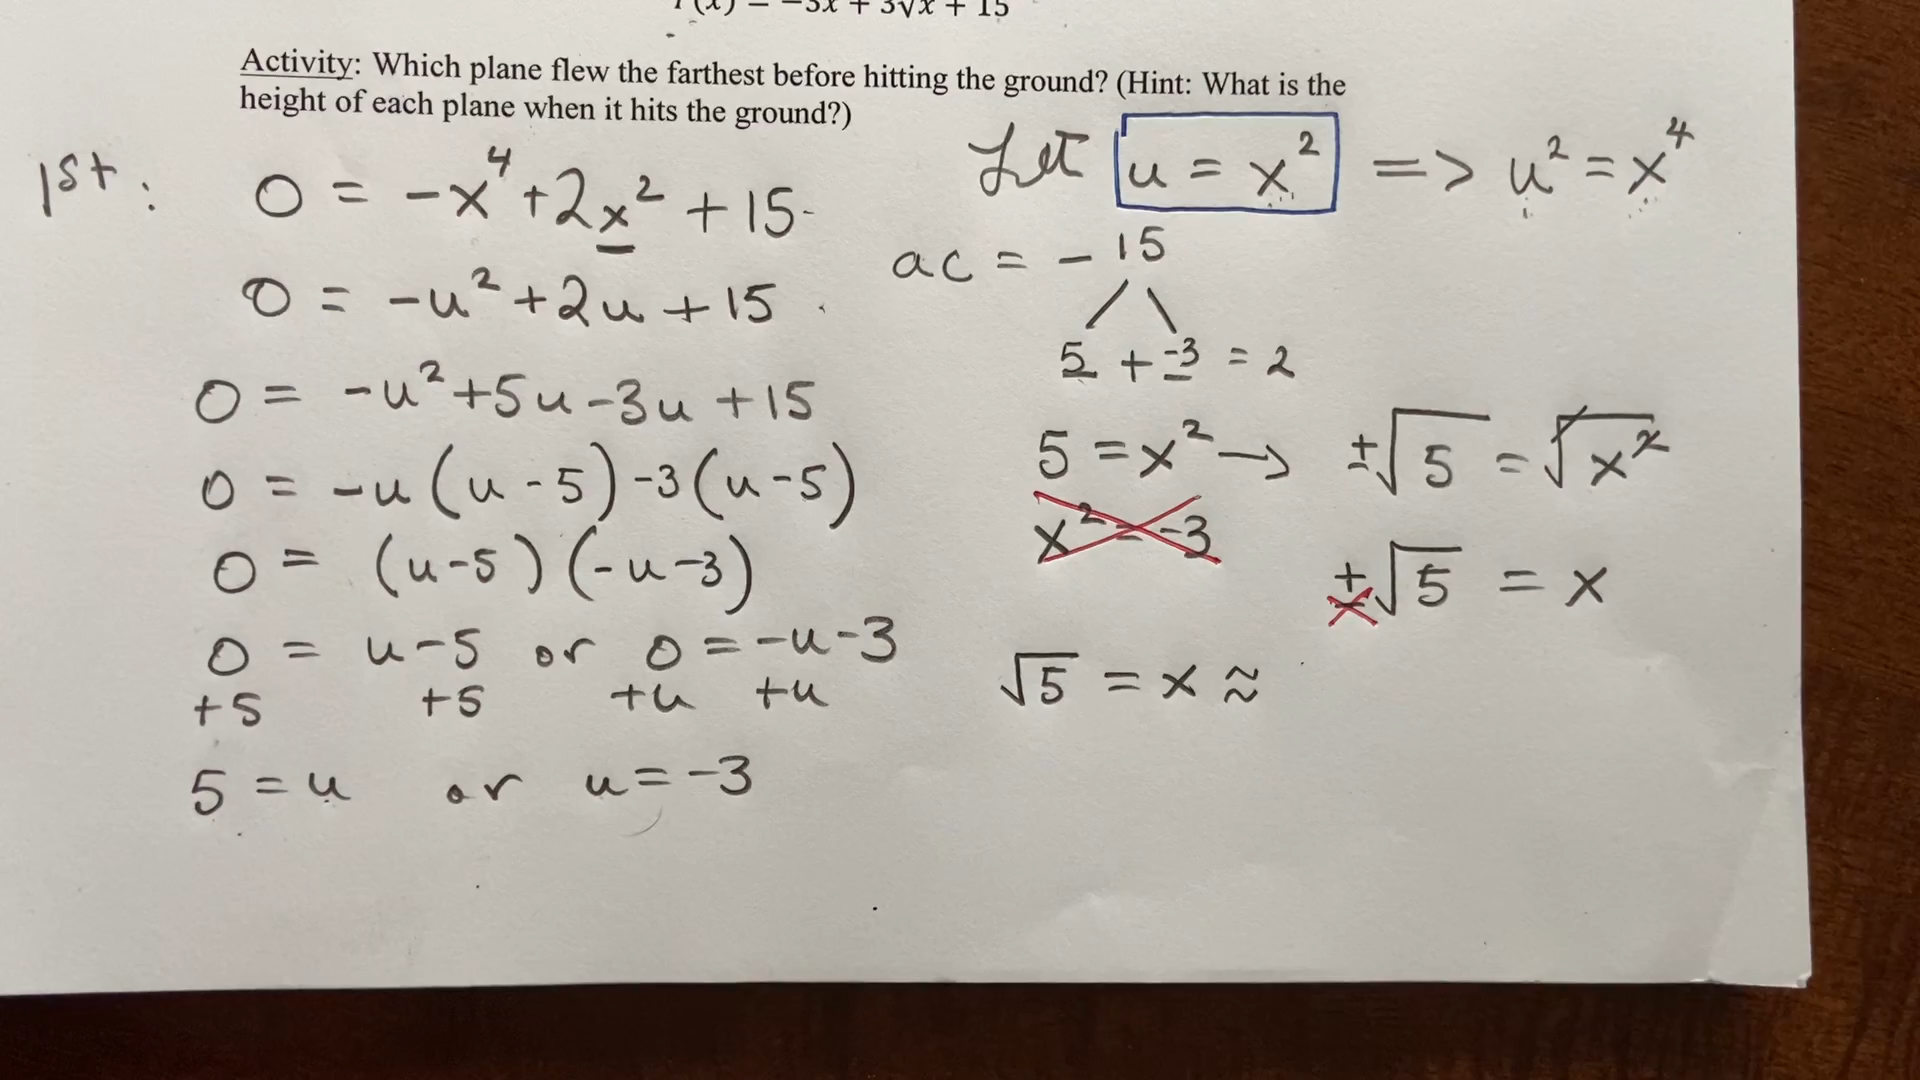 (x) = -3x + 3√x + 15
Activity: Which plane flew the farthest before hitting the ground? (Hint: What is the
height of each plane when it hits the ground?)
1st: 0 = -x⁴ + 2x² + 15
0 = -u² + 2u + 15
0 = -u² + 5u - 3u + 15
0 = -u(u - 5) - 3(u - 5)
0 = (u - 5)(-u - 3)
0 = u - 5 or 0 = -u - 3
+5 +5 +u +u
5 = u or u = -3
Let u = x² => u² = x⁴
ac = -15
5 + -3 = 2
5 = x² → ±√5 = √x²
x² = -3
±√5 = x
√5 = x ≈